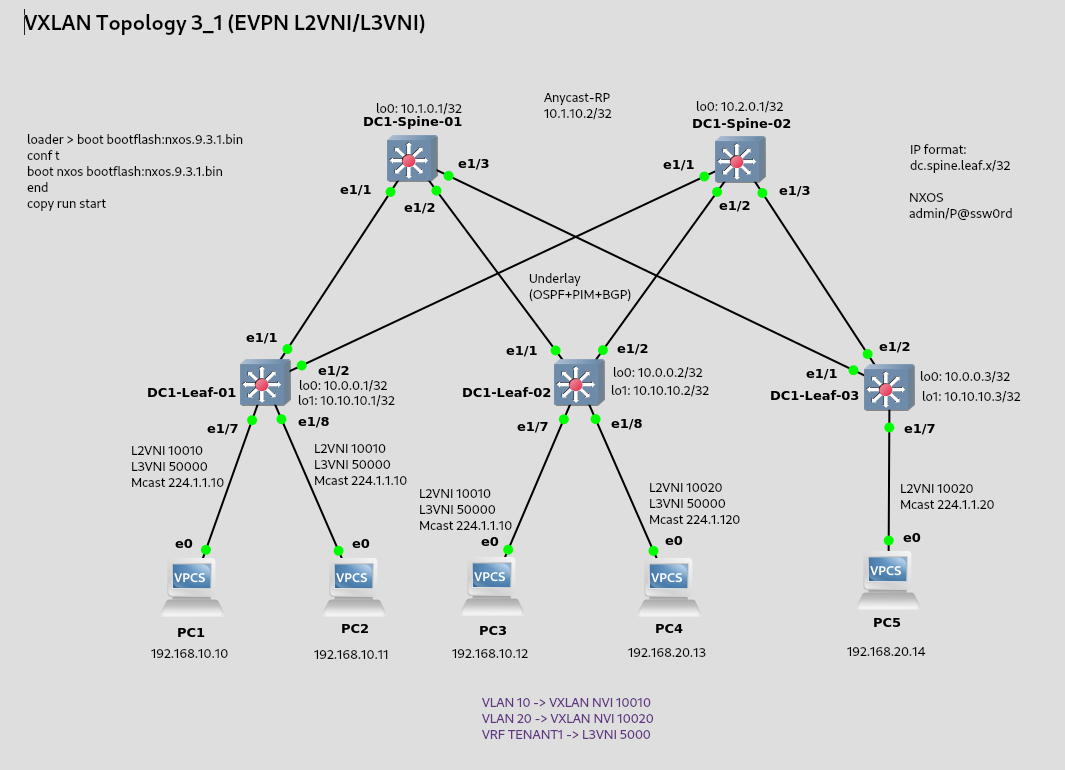 VXLAN Topology 3_1 (EVPN L2VNI/L3VNI)
loader > boot bootflash:nxos.9.3.1.bin
conf t
boot nxos bootflash:nxos.9.3.1.bin
end
copy run start
lo0: 10.1.0.1/32
DC1-Spine-01
Anycast-RP
10.1.10.2/32
lo0: 10.2.0.1/32
DC1-Spine-02
IP format:
dc.spine.leaf.x/32
NXOS
admin/P@ssw0rd
e1/1
e1/2
e1/3
e1/1
e1/2
e1/3
Underlay
(OSPF+PIM+BGP)
e1/1
e1/2
DC1-Leaf-01
lo0: 10.0.0.1/32
lo1: 10.10.10.1/32
e1/7
e1/8
e1/1
e1/2
DC1-Leaf-02
lo0: 10.0.0.2/32
lo1: 10.10.10.2/32
e1/7
e1/8
e1/1
e1/2
DC1-Leaf-03
lo0: 10.0.0.3/32
lo1: 10.10.10.3/32
e1/7
L2VNI 10010
L3VNI 50000
Mcast 224.1.1.10
L2VNI 10010
L3VNI 50000
Mcast 224.1.1.10
L2VNI 10010
L3VNI 50000
Mcast 224.1.1.10
L2VNI 10020
L3VNI 50000
Mcast 224.1.120
L2VNI 10020
Mcast 224.1.1.20
e0
VPCS
PC1
192.168.10.10
e0
VPCS
PC2
192.168.10.11
e0
VPCS
PC3
192.168.10.12
e0
VPCS
PC4
192.168.20.13
e0
VPCS
PC5
192.168.20.14
VLAN 10 -> VXLAN NVI 10010
VLAN 20 -> VXLAN NVI 10020
VRF TENANT1 -> L3VNI 5000